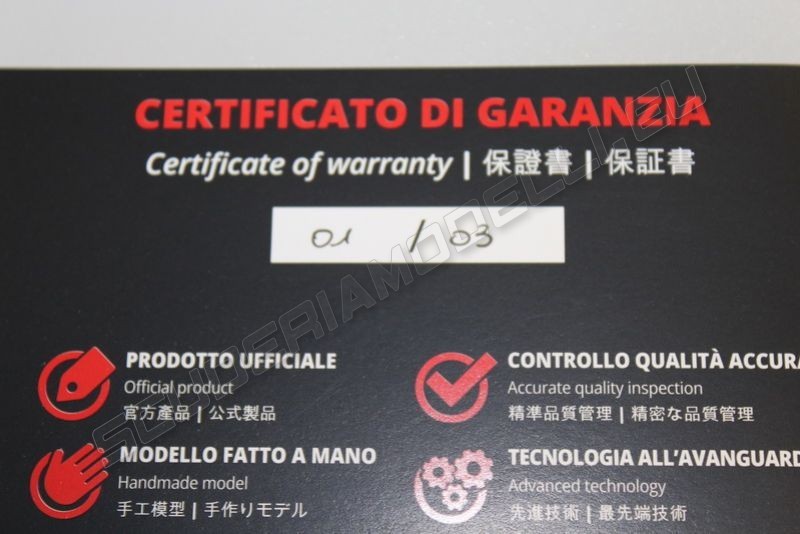 CERTIFICATO DI GARANZIA
Certificate of warranty | 保證書 | 保証書
01 / 03
PRODOTTO UFFICIALE
Official product
官方產品 | 公式製品
CONTROLLO QUALITÀ ACCURA
Accurate quality inspection
精準品質管理 | 精密な品質管理
MODELLO FATTO A MANO
Handmade model
手工模型 | 手作りモデル
TECNOLOGIA ALL'AVANGUARD
Advanced technology
先進技術 | 最先端技術
SCUDERIAMODELLI.EU